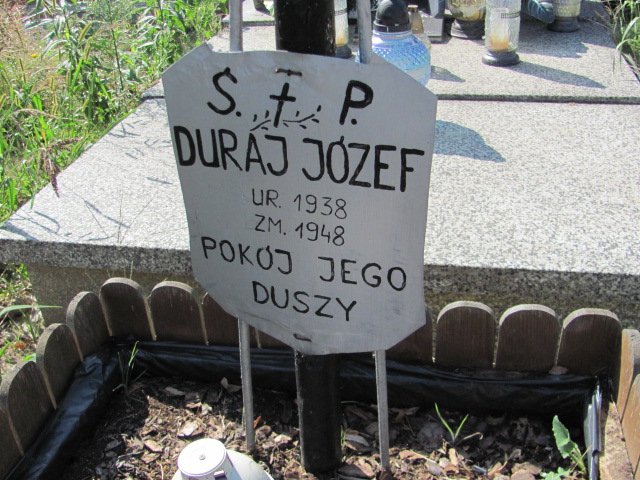 Ś. † P.
DURAJ JÓZEF
UR. 1938
ZM. 1948
POKÓJ JEGO
DUSZY